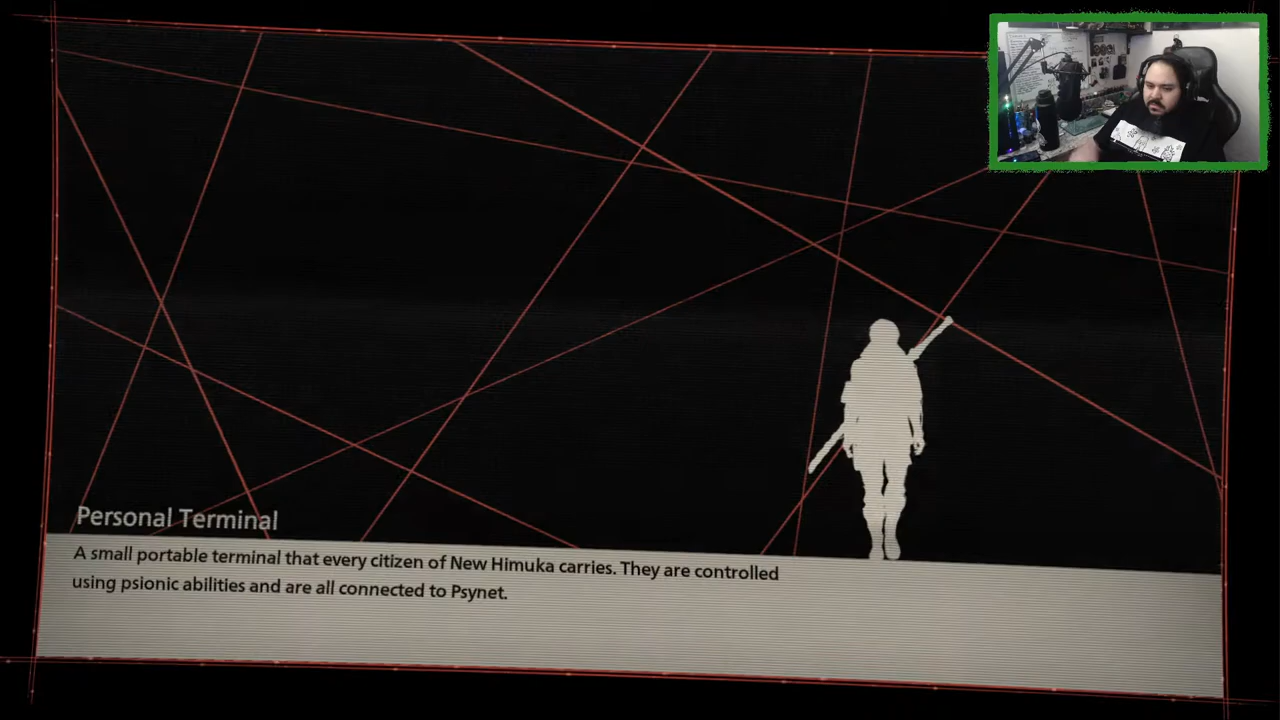 Personal Terminal
A small portable terminal that every citizen of New Himuka carries. They are controlled
using psionic abilities and are all connected to Psynet.